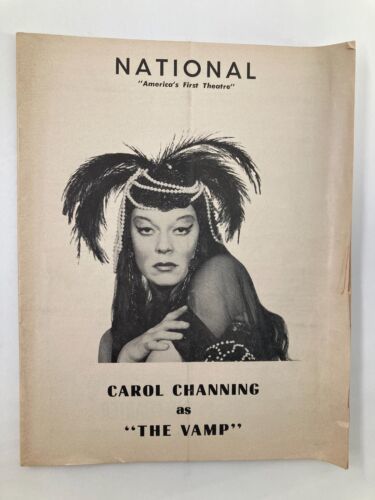 NATIONAL
"America's First Theatre"
CAROL CHANNING
as
"THE VAMP"